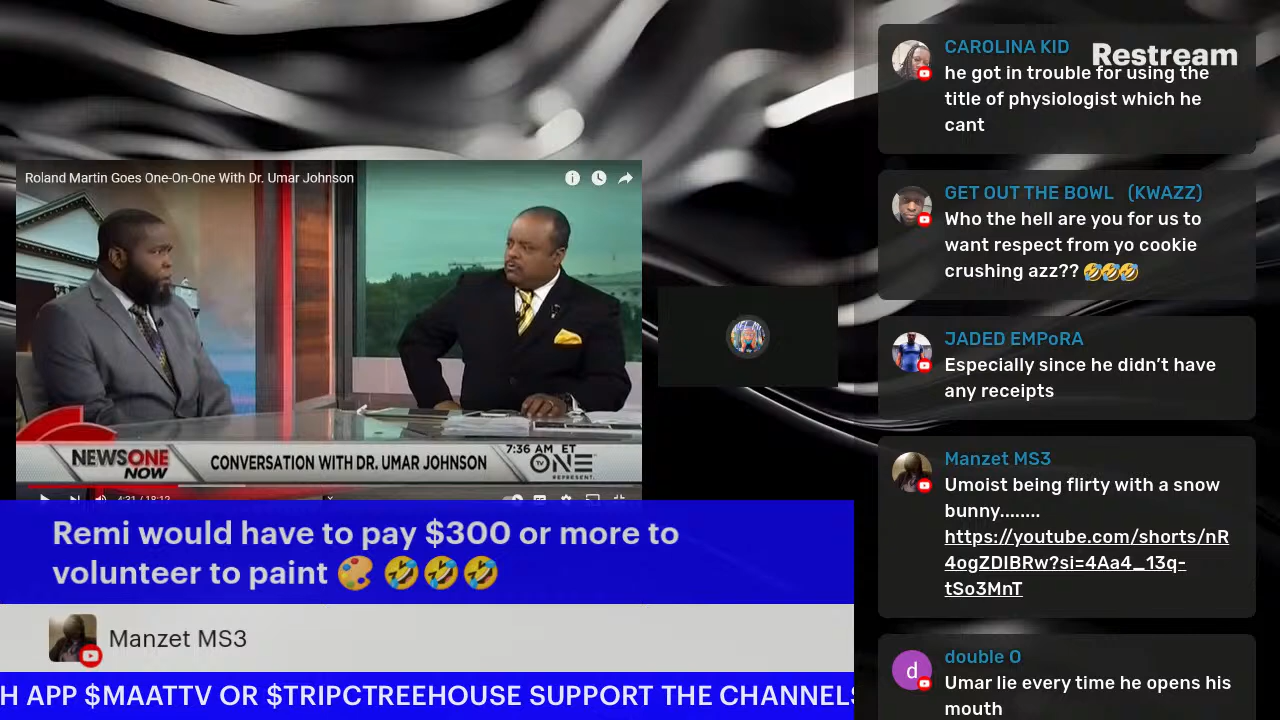 Roland Martin Goes One-On-One With Dr. Umar Johnson
NEWSONE
NOW
CONVERSATION WITH DR. UMAR JOHNSON
7:36 AM ET
TV ONE
REPRESENT.
4:31 / 18:12
Remi would have to pay $300 or more to
volunteer to paint 🎨 🤣🤣🤣
Manzet MS3
H APP $MAATTV OR $TRIPCTREEHOUSE SUPPORT THE CHANNELS
Restream
CAROLINA KID
he got in trouble for using the
title of physiologist which he
cant
GET OUT THE BOWL (KWAZZ)
Who the hell are you for us to
want respect from yo cookie
crushing azz?? 🤣🤣🤣
JADED EMPoRA
Especially since he didn’t have
any receipts
Manzet MS3
Umoist being flirty with a snow
bunny........
https://youtube.com/shorts/nR
4ogZDIBRw?si=4Aa4_13q-
tSo3MnT
d
double O
Umar lie every time he opens his
mouth